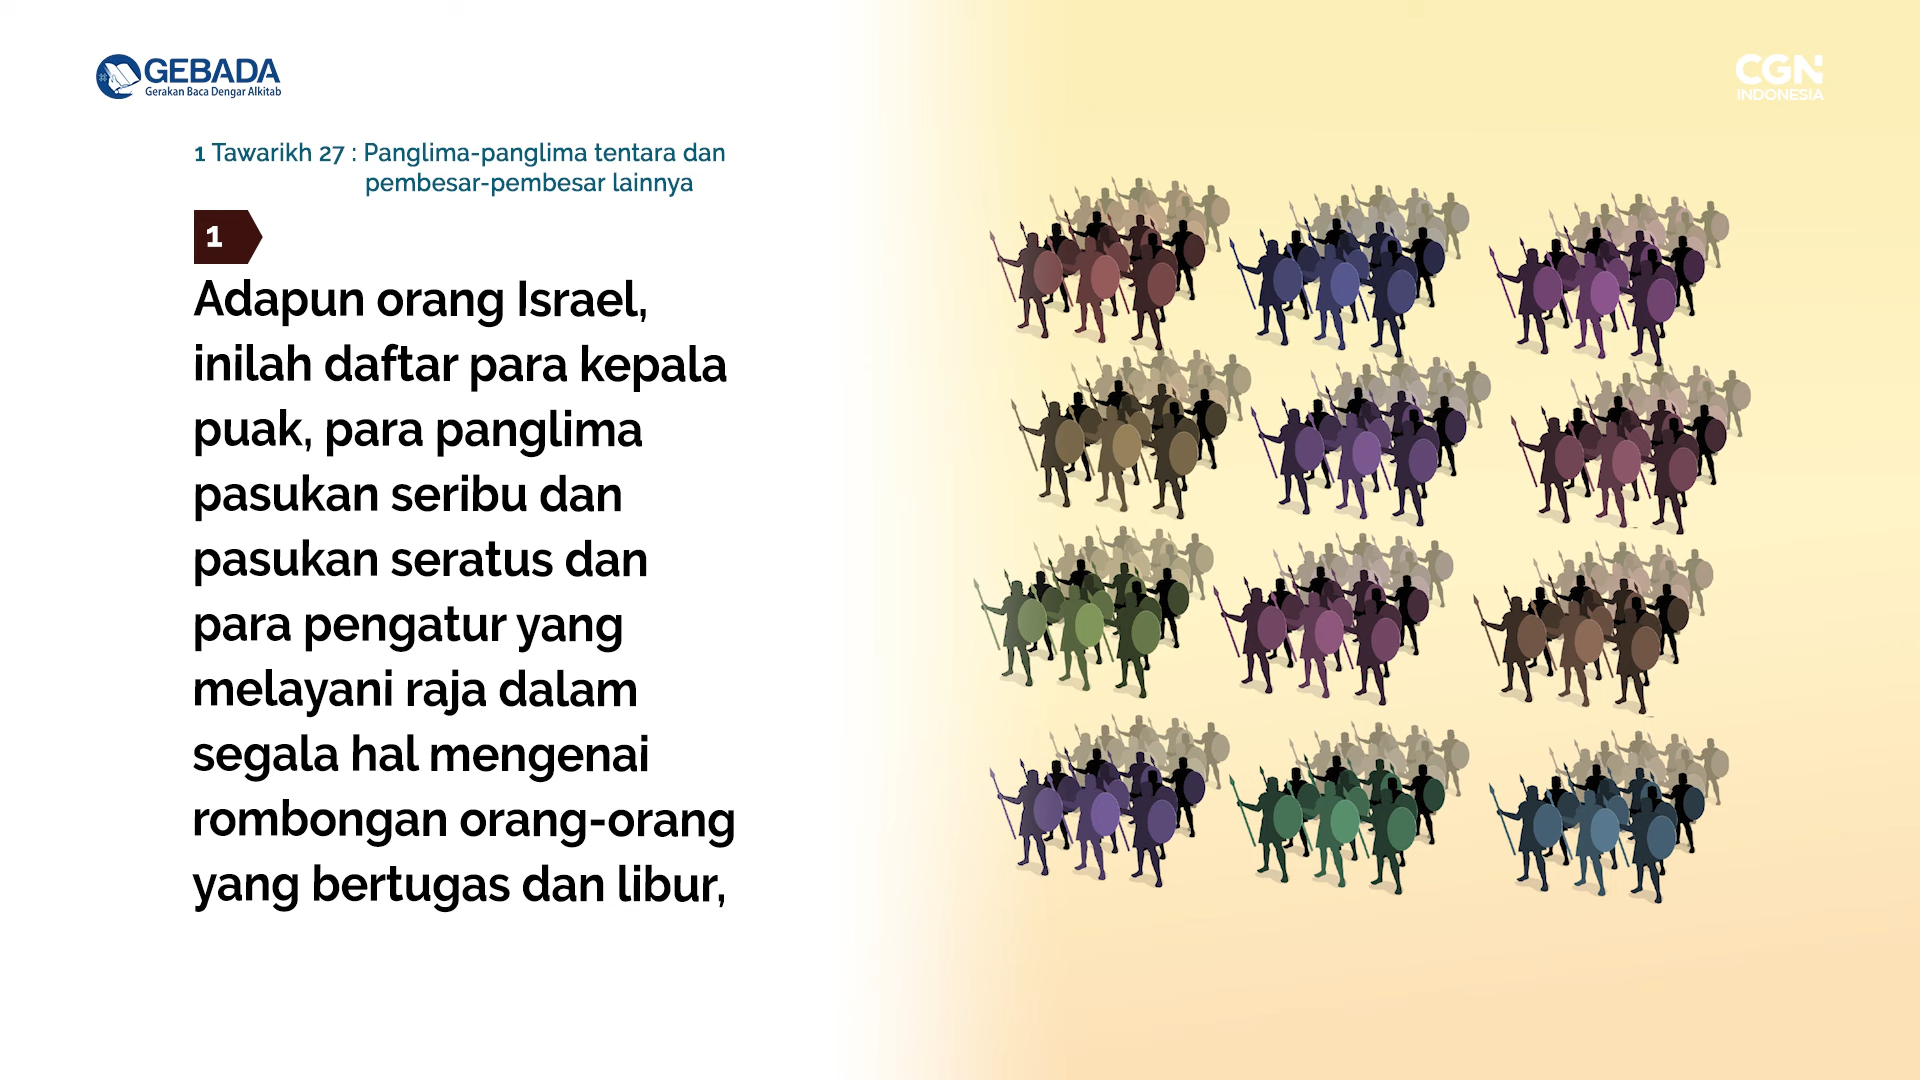 GEBADA
Gerakan Baca Dengar Alkitab
CGN
INDONESIA
1 Tawarikh 27 : Panglima-panglima tentara dan
pembesar-pembesar lainnya
1
Adapun orang Israel,
inilah daftar para kepala
puak, para panglima
pasukan seribu dan
pasukan seratus dan
para pengatur yang
melayani raja dalam
segala hal mengenai
rombongan orang-orang
yang bertugas dan libur,